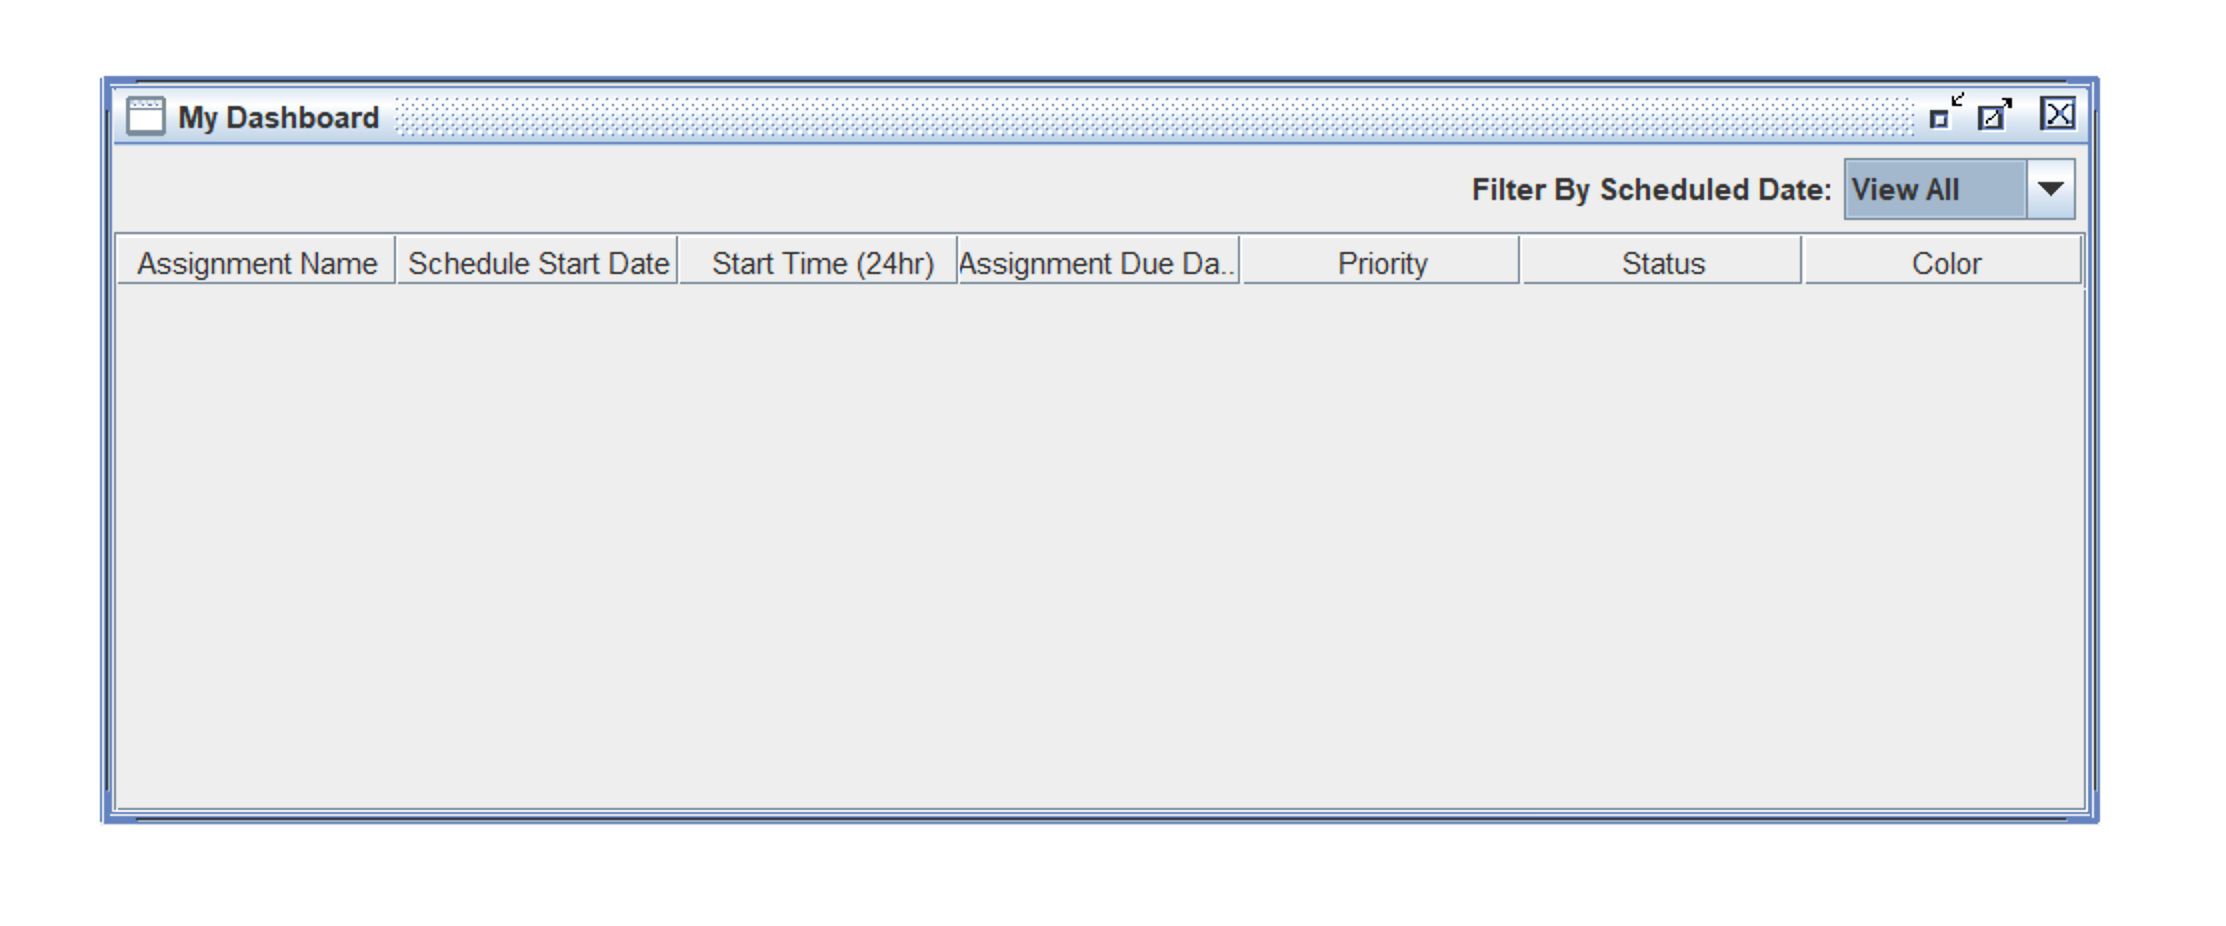 My Dashboard
Filter By Scheduled Date: View All
Assignment Name Schedule Start Date Start Time (24hr) Assignment Due Da.. Priority Status Color